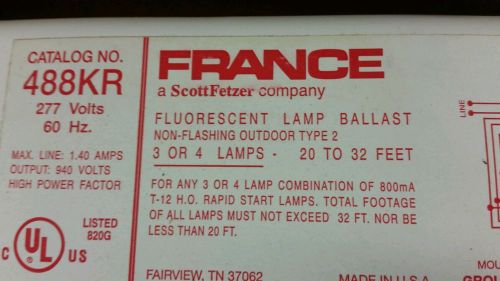 CATALOG NO.
488KR
277 Volts
60 Hz.
MAX. LINE: 1.40 AMPS
OUTPUT: 940 VOLTS
HIGH POWER FACTOR
C UL US
LISTED
820G
FRANCE
a ScottFetzer company
FLUORESCENT LAMP BALLAST
NON-FLASHING OUTDOOR TYPE 2
3 OR 4 LAMPS - 20 TO 32 FEET
FOR ANY 3 OR 4 LAMP COMBINATION OF 800mA
T-12 H.O. RAPID START LAMPS. TOTAL FOOTAGE
OF ALL LAMPS MUST NOT EXCEED 32 FT. NOR BE
LESS THAN 20 FT.
FAIRVIEW, TN 37062
MADE IN U.S.A.
LINE